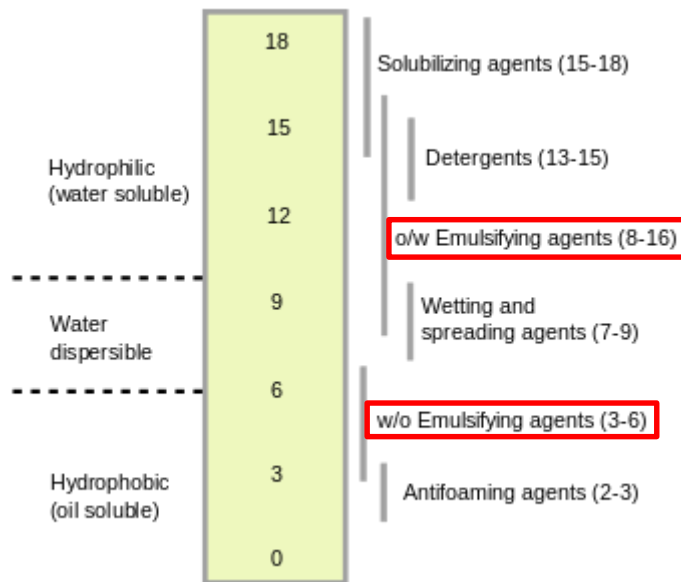 18
Solubilizing agents (15-18)
15
Detergents (13-15)
Hydrophilic
(water soluble)
12
o/w Emulsifying agents (8-16)
9
Wetting and
spreading agents (7-9)
Water
dispersible
6
w/o Emulsifying agents (3-6)
3
Hydrophobic
(oil soluble)
Antifoaming agents (2-3)
0